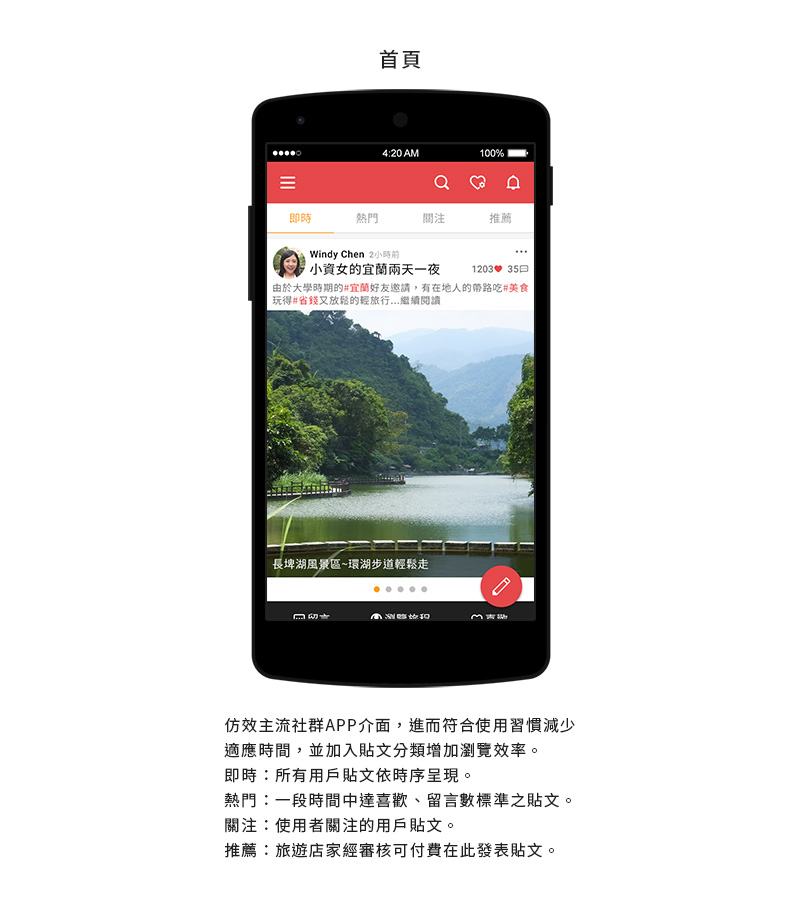 首頁
4:20 AM 100%
即時 熱門 關注 推薦
Windy Chen 2小時前
小資女的宜蘭兩天一夜 1203 35
由於大學時期的#宜蘭好友邀請，有在地人的帶路吃#美食
玩得#省錢又放鬆的輕旅行...繼續閱讀
長埤湖風景區~環湖步道輕鬆走
留言 瀏覽旅程 喜歡
仿效主流社群APP介面，進而符合使用習慣減少
適應時間，並加入貼文分類增加瀏覽效率。
即時：所有用戶貼文依時序呈現。
熱門：一段時間中達喜歡、留言數標準之貼文。
關注：使用者關注的用戶貼文。
推薦：旅遊店家經審核可付費在此發表貼文。